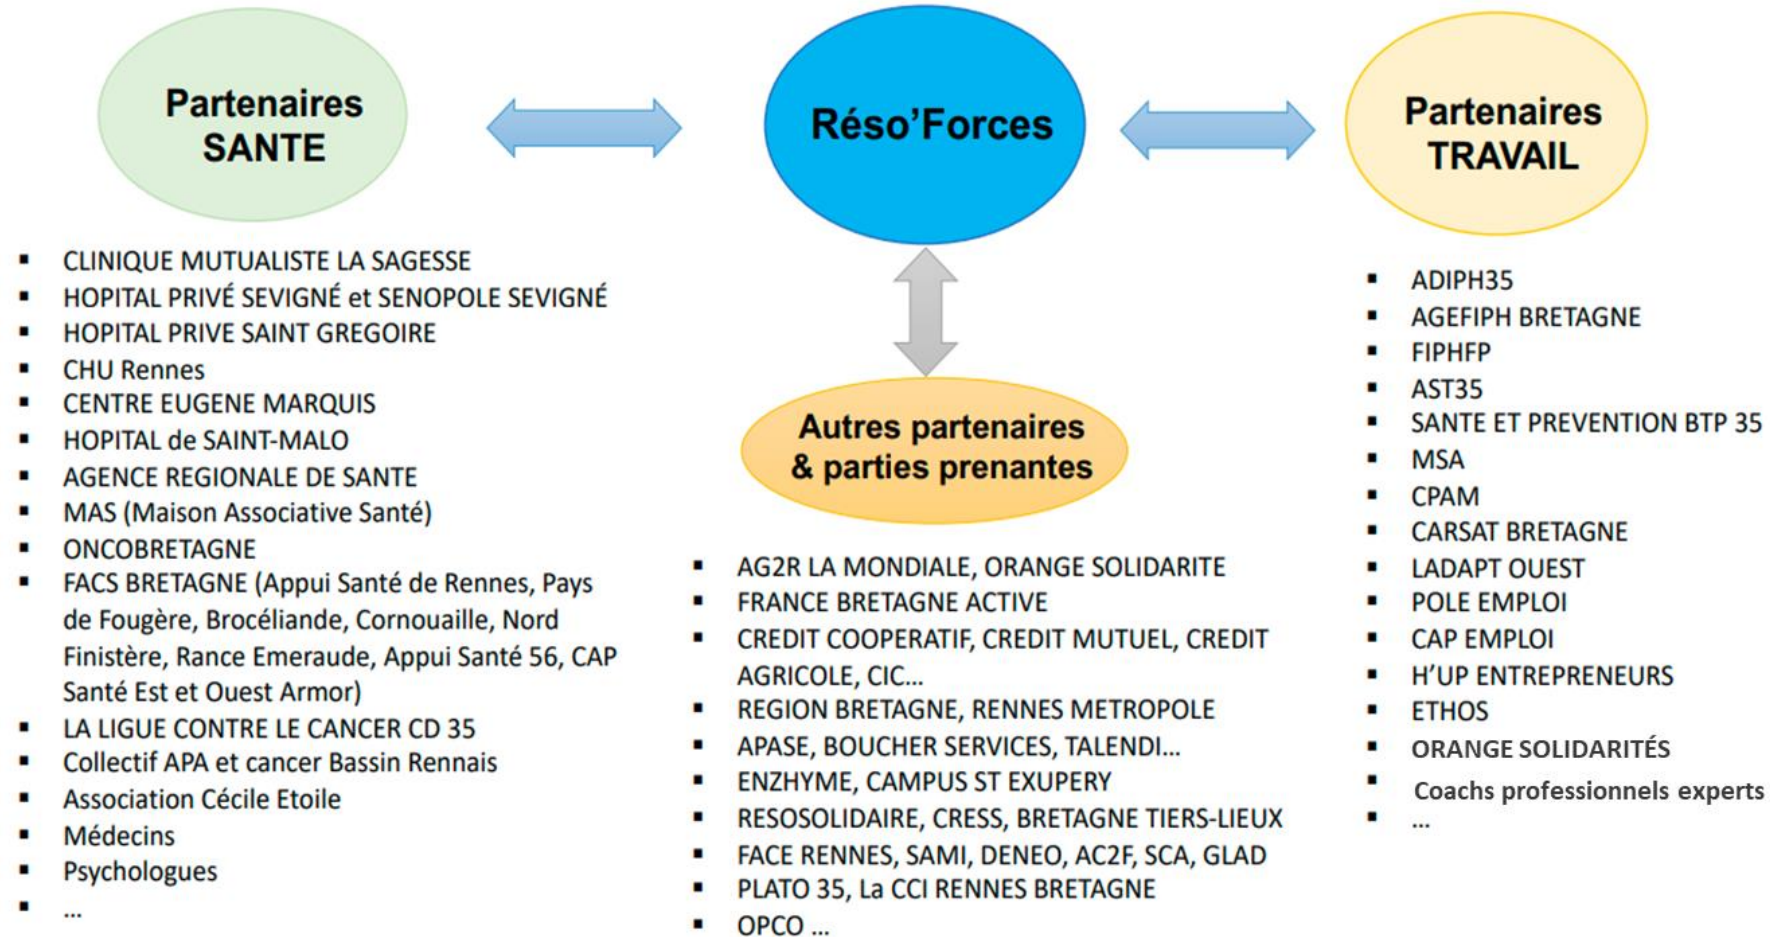 Partenaires
SANTE
Réso'Forces
Partenaires
TRAVAIL
▪ CLINIQUE MUTUALISTE LA SAGESSE
▪ HOPITAL PRIVÉ SEVIGNÉ et SENOPOLE SEVIGNÉ
▪ HOPITAL PRIVE SAINT GREGOIRE
▪ CHU Rennes
▪ CENTRE EUGENE MARQUIS
▪ HOPITAL de SAINT-MALO
▪ AGENCE REGIONALE DE SANTE
▪ MAS (Maison Associative Santé)
▪ ONCOBRETAGNE
▪ FACS BRETAGNE (Appui Santé de Rennes, Pays
de Fougère, Brocéliande, Cornouaille, Nord
Finistère, Rance Emeraude, Appui Santé 56, CAP
Santé Est et Ouest Armor)
▪ LA LIGUE CONTRE LE CANCER CD 35
▪ Collectif APA et cancer Bassin Rennais
▪ Association Cécile Etoile
▪ Médecins
▪ Psychologues
▪ ...
Autres partenaires
& parties prenantes
▪ AG2R LA MONDIALE, ORANGE SOLIDARITE
▪ FRANCE BRETAGNE ACTIVE
▪ CREDIT COOPERATIF, CREDIT MUTUEL, CREDIT
AGRICOLE, CIC...
▪ REGION BRETAGNE, RENNES METROPOLE
▪ APASE, BOUCHER SERVICES, TALENDI...
▪ ENZHYME, CAMPUS ST EXUPERY
▪ RESOSOLIDAIRE, CRESS, BRETAGNE TIERS-LIEUX
▪ FACE RENNES, SAMI, DENEO, AC2F, SCA, GLAD
▪ PLATO 35, La CCI RENNES BRETAGNE
▪ OPCO ...
▪ ADIPH35
▪ AGEFIPH BRETAGNE
▪ FIPHFP
▪ AST35
▪ SANTE ET PREVENTION BTP 35
▪ MSA
▪ CPAM
▪ CARSAT BRETAGNE
▪ LADAPT OUEST
▪ POLE EMPLOI
▪ CAP EMPLOI
▪ H'UP ENTREPRENEURS
▪ ETHOS
▪ ORANGE SOLIDARITÉS
▪ Coachs professionnels experts
▪ ...